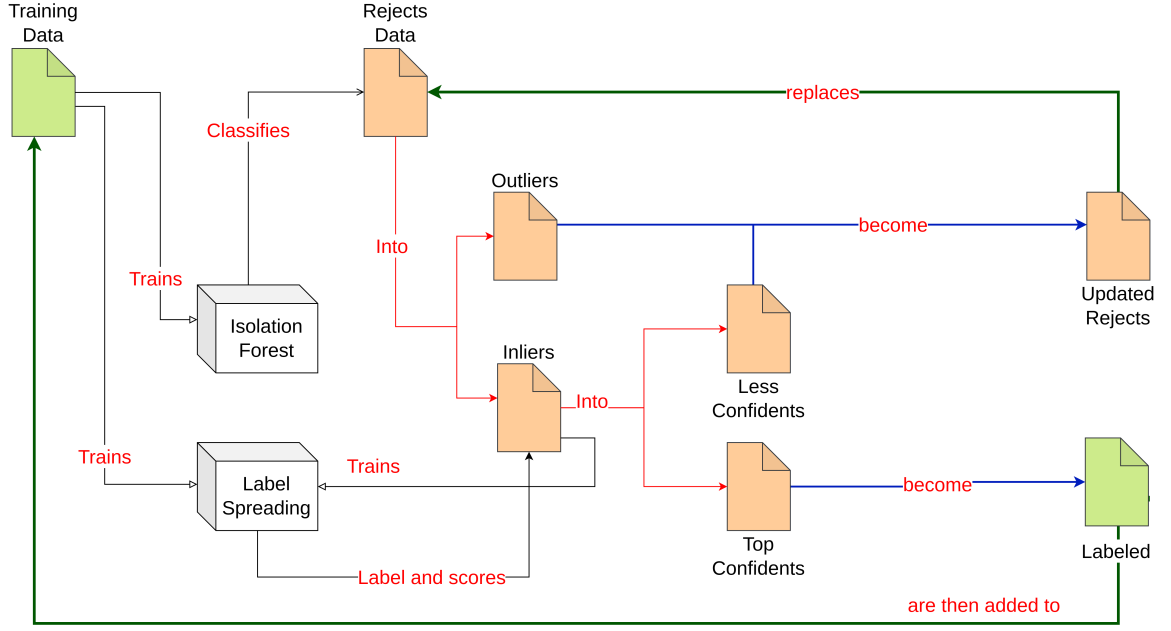 Training
Data
Rejects
Data
replaces
Classifies
Outliers
become
Into
Trains
Updated
Rejects
Isolation
Forest
Inliers
Less
Confidents
Into
Trains
Trains
Label
Spreading
become
Top
Confidents
Labeled
Label and scores
are then added to